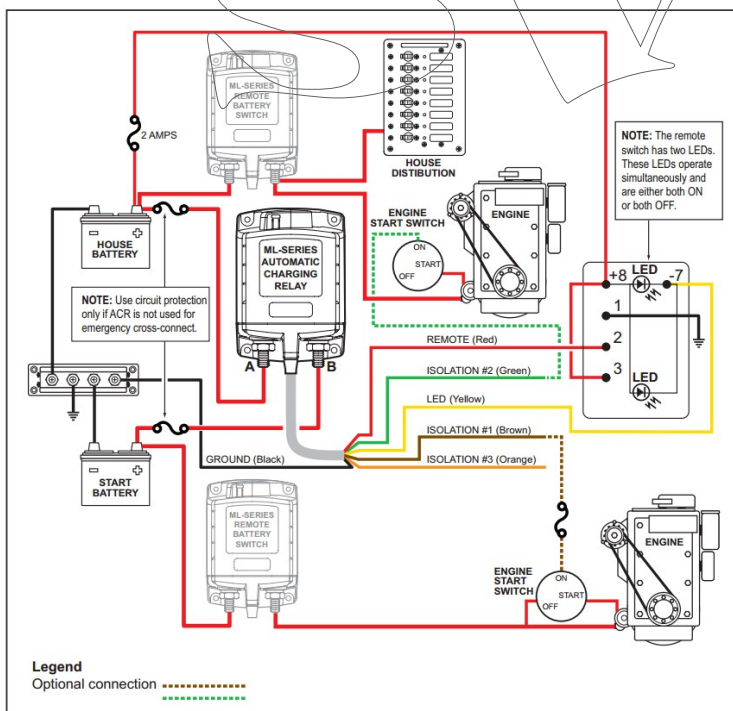 ML-SERIES
REMOTE
BATTERY
SWITCH
2 AMPS
HOUSE
DISTIBUTION
NOTE: The remote
switch has two LEDs.
These LEDs operate
simultaneously and
are either both ON
or both OFF.
HOUSE
BATTERY
- +
ML-SERIES
AUTOMATIC
CHARGING
RELAY
A
B
ENGINE
START SWITCH
ON
START
OFF
ENGINE
LED
+8
-7
1
2
3
LED
NOTE: Use circuit protection
only if ACR is not used for
emergency cross-connect.
REMOTE (Red)
ISOLATION #2 (Green)
LED (Yellow)
ISOLATION #1 (Brown)
ISOLATION #3 (Orange)
GROUND (Black)
- +
START
BATTERY
ML-SERIES
REMOTE
BATTERY
SWITCH
ENGINE
START
SWITCH
ON
START
OFF
ENGINE
Legend
Optional connection